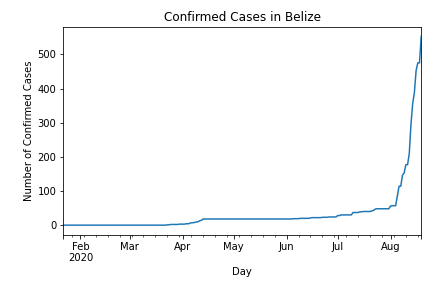 Confirmed Cases in Belize
Number of Confirmed Cases
500
400
300
200
100
0
Feb Mar Apr May Jun Jul Aug
2020
Day